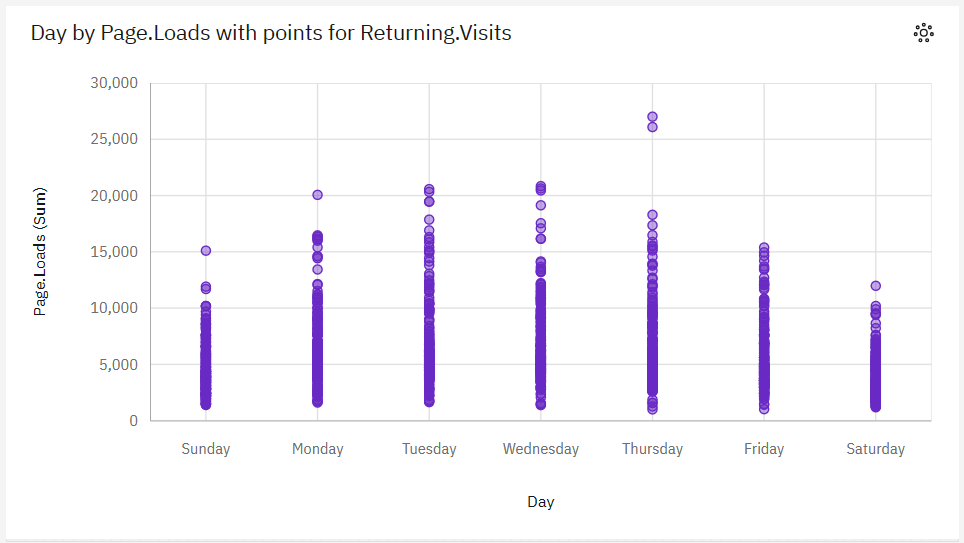 Day by Page.Loads with points for Returning.Visits
30,000
25,000
20,000
15,000
10,000
5,000
0
Page.Loads (Sum)
Sunday Monday Tuesday Wednesday Thursday Friday Saturday
Day